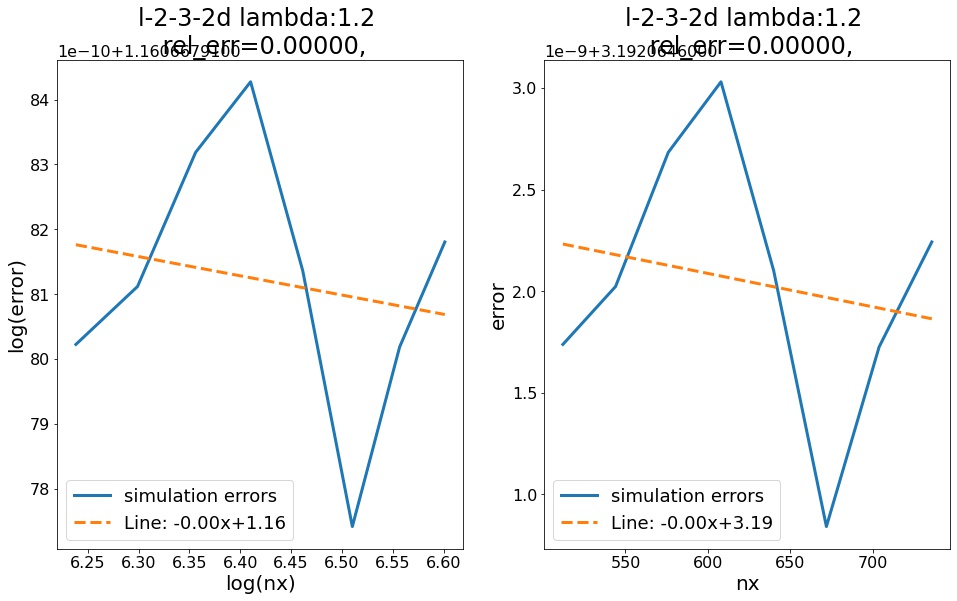 l-2-3-2d lambda:1.2
rel_err=0.00000,
1e−10+1.1606679100
84
83
82
81
80
79
78
log(error)
simulation errors
Line: -0.00x+1.16
6.25 6.30 6.35 6.40 6.45 6.50 6.55 6.60
log(nx)
l-2-3-2d lambda:1.2
rel_err=0.00000,
1e−9+3.1920646000
3.0
2.5
2.0
1.5
1.0
error
simulation errors
Line: -0.00x+3.19
550 600 650 700
nx